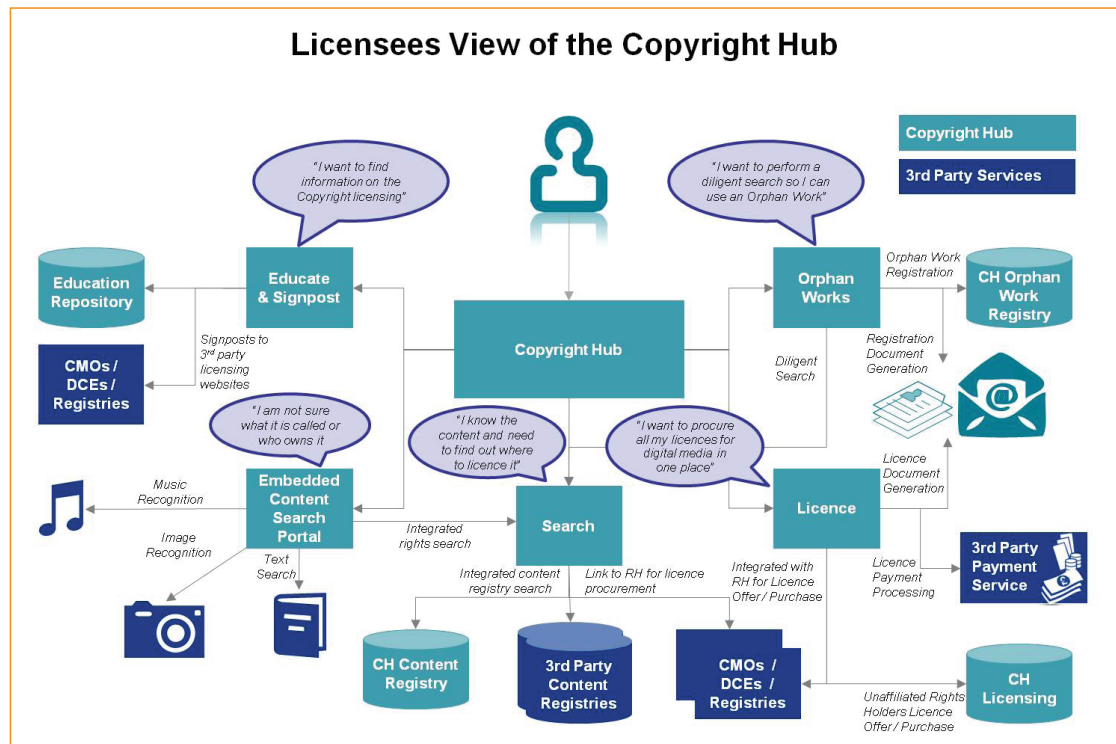 Licensees View of the Copyright Hub
Copyright Hub
3rd Party Services
"I want to find
information on the
Copyright licensing"
"I want to perform a
diligent search so I can
use an Orphan Work"
Education
Repository
Educate
& Signpost
Orphan
Works
Orphan Work
Registration
CH Orphan
Work
Registry
Signposts to
3rd party
licensing
websites
CMOs /
DCEs /
Registries
Copyright Hub
Diligent
Search
Registration
Document
Generation
@
"I am not sure
what it is called or
who owns it
"I know the
content and need
to find out where
to licence it"
"I want to procure
all my licences for
digital media in
one place"
Licence
Document
Generation
Music
Recognition
Embedded
Content
Search
Portal
Integrated
rights search
Search
Licence
Image
Recognition
Text
Search
Integrated content
registry search
Link to RH for licence
procurement
Integrated with
RH for Licence
Offer / Purchase
Licence
Payment
Processing
3rd Party
Payment
Service
CH Content
Registry
3rd Party
Content
Registries
CMOs /
DCEs /
Registries
Unaffiliated Rights
Holders Licence
Offer / Purchase
CH
Licensing